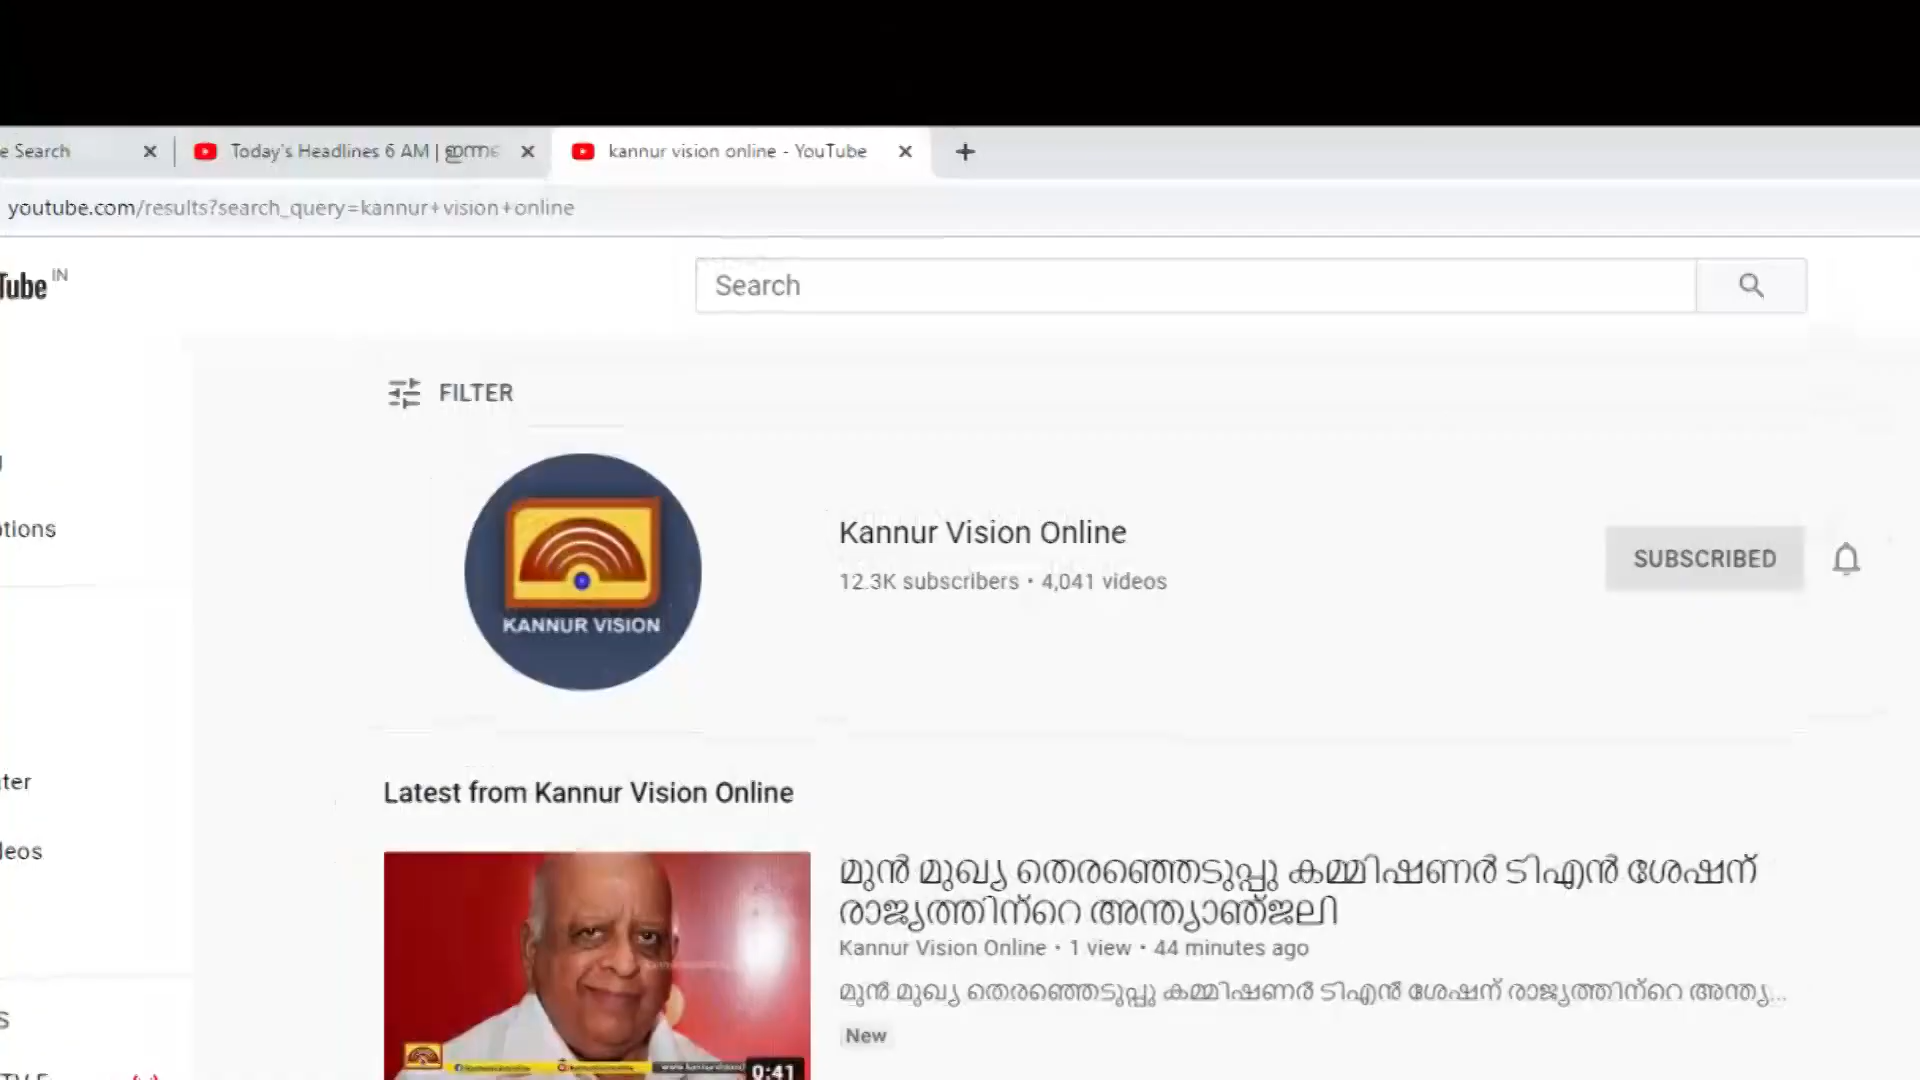 e Search
Today's Headlines 6 AM | ഇന്നെ
kannur vision online - YouTube
youtube.com/results?search_query=kannur+vision+online
Tube IN
Search
FILTER
KANNUR VISION
Kannur Vision Online
12.3K subscribers • 4,041 videos
SUBSCRIBED
tions
ter
leos
Latest from Kannur Vision Online
മുൻ മുഖ്യ തെരഞ്ഞെടുപ്പു കമ്മിഷണർ ടിഎൻ ശേഷന്
രാജ്യത്തിന്റെ അന്ത്യാഞ്ജലി
Kannur Vision Online • 1 view • 44 minutes ago
മുൻ മുഖ്യ തെരഞ്ഞെടുപ്പു കമ്മിഷണർ ടിഎൻ ശേഷന് രാജ്യത്തിന്റെ അന്ത്യ...
New
S
0:41